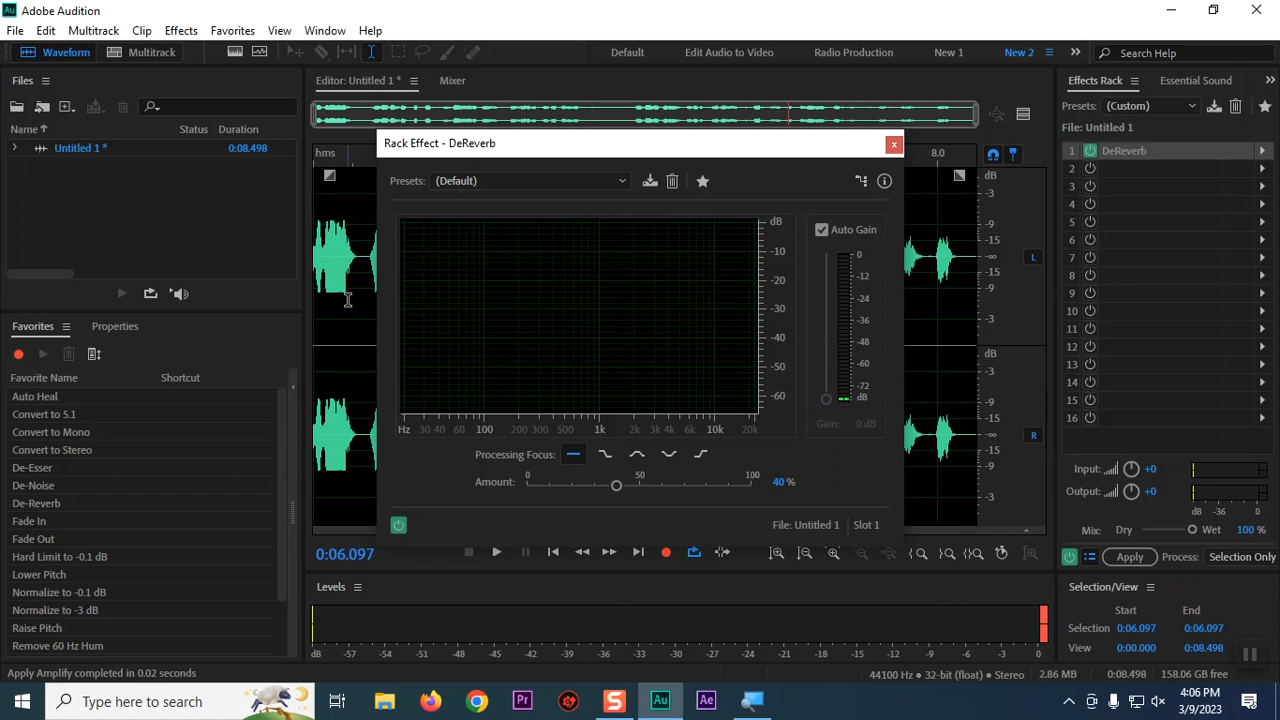 Adobe Audition
File Edit Multitrack Clip Effects Favorites View Window Help
Waveform Multitrack Default Edit Audio to Video Radio Production New 1 New 2 Search Help
Files
Name Status Duration
Untitled 1 * 0:08.498
Favorites Properties
Favorite Name Shortcut
Auto Heal
Convert to 5.1
Convert to Mono
Convert to Stereo
De-Esser
De-Noise
De-Reverb
Fade In
Fade Out
Hard Limit to -0.1 dB
Lower Pitch
Normalize to -0.1 dB
Normalize to -3 dB
Raise Pitch
Remove 60 Hz Hum
Editor: Untitled 1 * Mixer
hms 8.0
Rack Effect - DeReverb
Presets: (Default)
dB
-10
-20
-30
-40
-50
-60
Hz 30 40 60 100 200 300 500 1k 2k 3k 4k 6k 10k 20k
Auto Gain
0
-12
-24
-36
-48
-60
-72
dB
Gain: 0 dB
Processing Focus:
0 50 100
Amount: 40 %
File: Untitled 1 Slot 1
dB
-3
-9
-15
-∞
-15
-9
-3
L
dB
-3
-9
-15
-∞
-15
-9
-3
R
0:06.097
Levels
dB -57 -54 -51 -48 -45 -42 -39 -36 -33 -30 -27 -24 -21 -18 -15 -12 -9 -6 -3 0
Effects Rack Essential Sound
Presets: (Custom)
File: Untitled 1
1 DeReverb
2
3
4
5
6
7
8
9
10
11
12
13
14
15
16
Input: +0
Output: +0
dB -36 0
Mix: Dry Wet 100 %
Apply Process: Selection Only
Selection/View
Start End
Selection 0:06.097 0:06.097
View 0:00.000 0:08.498
Apply Amplify completed in 0.02 seconds 44100 Hz • 32-bit (float) • Stereo 2.86 MB 0:08.498 158.06 GB free
Type here to search
Pr Au Ae
4:06 PM
3/9/2023